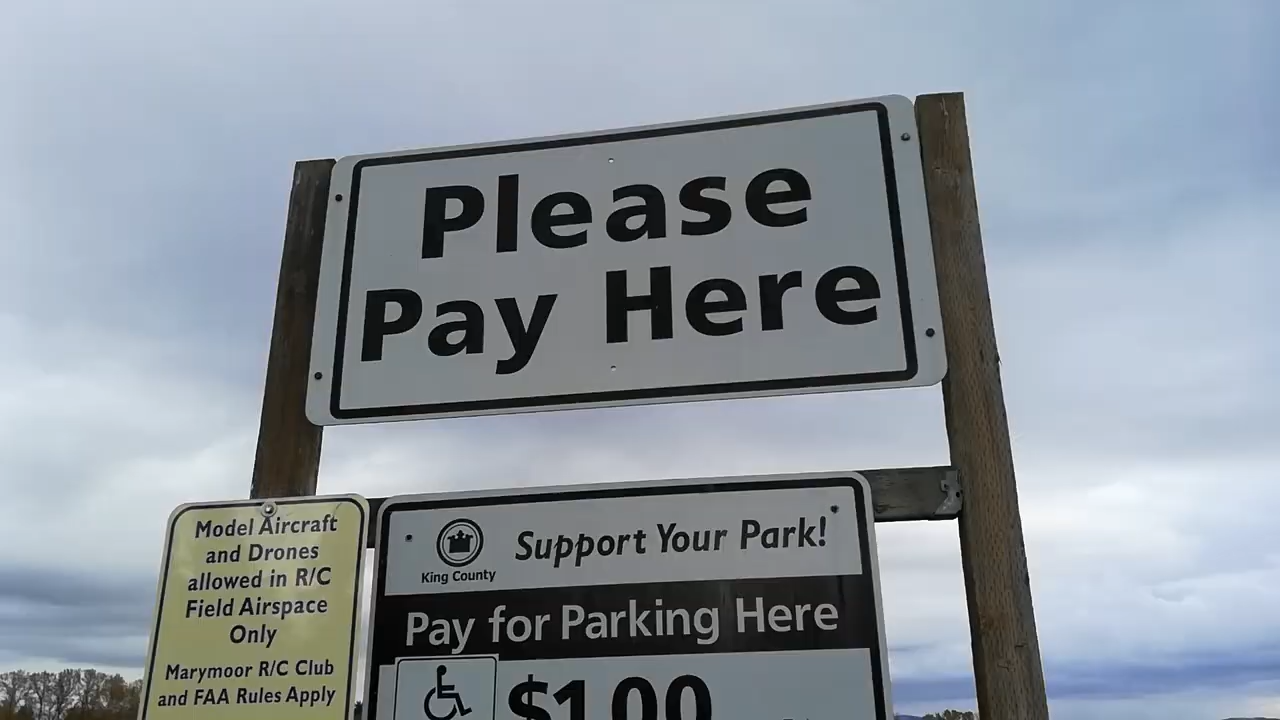 Please
Pay Here
Model Aircraft
and Drones
allowed in R/C
Field Airspace
Only
Marymoor R/C Club
and FAA Rules Apply
King County
Support Your Park!
Pay for Parking Here
$1.00